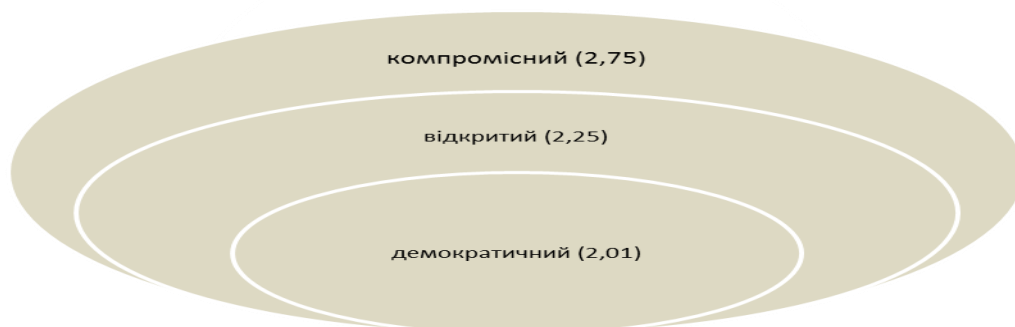 компромісний (2,75)
відкритий (2,25)
демократичний (2,01)